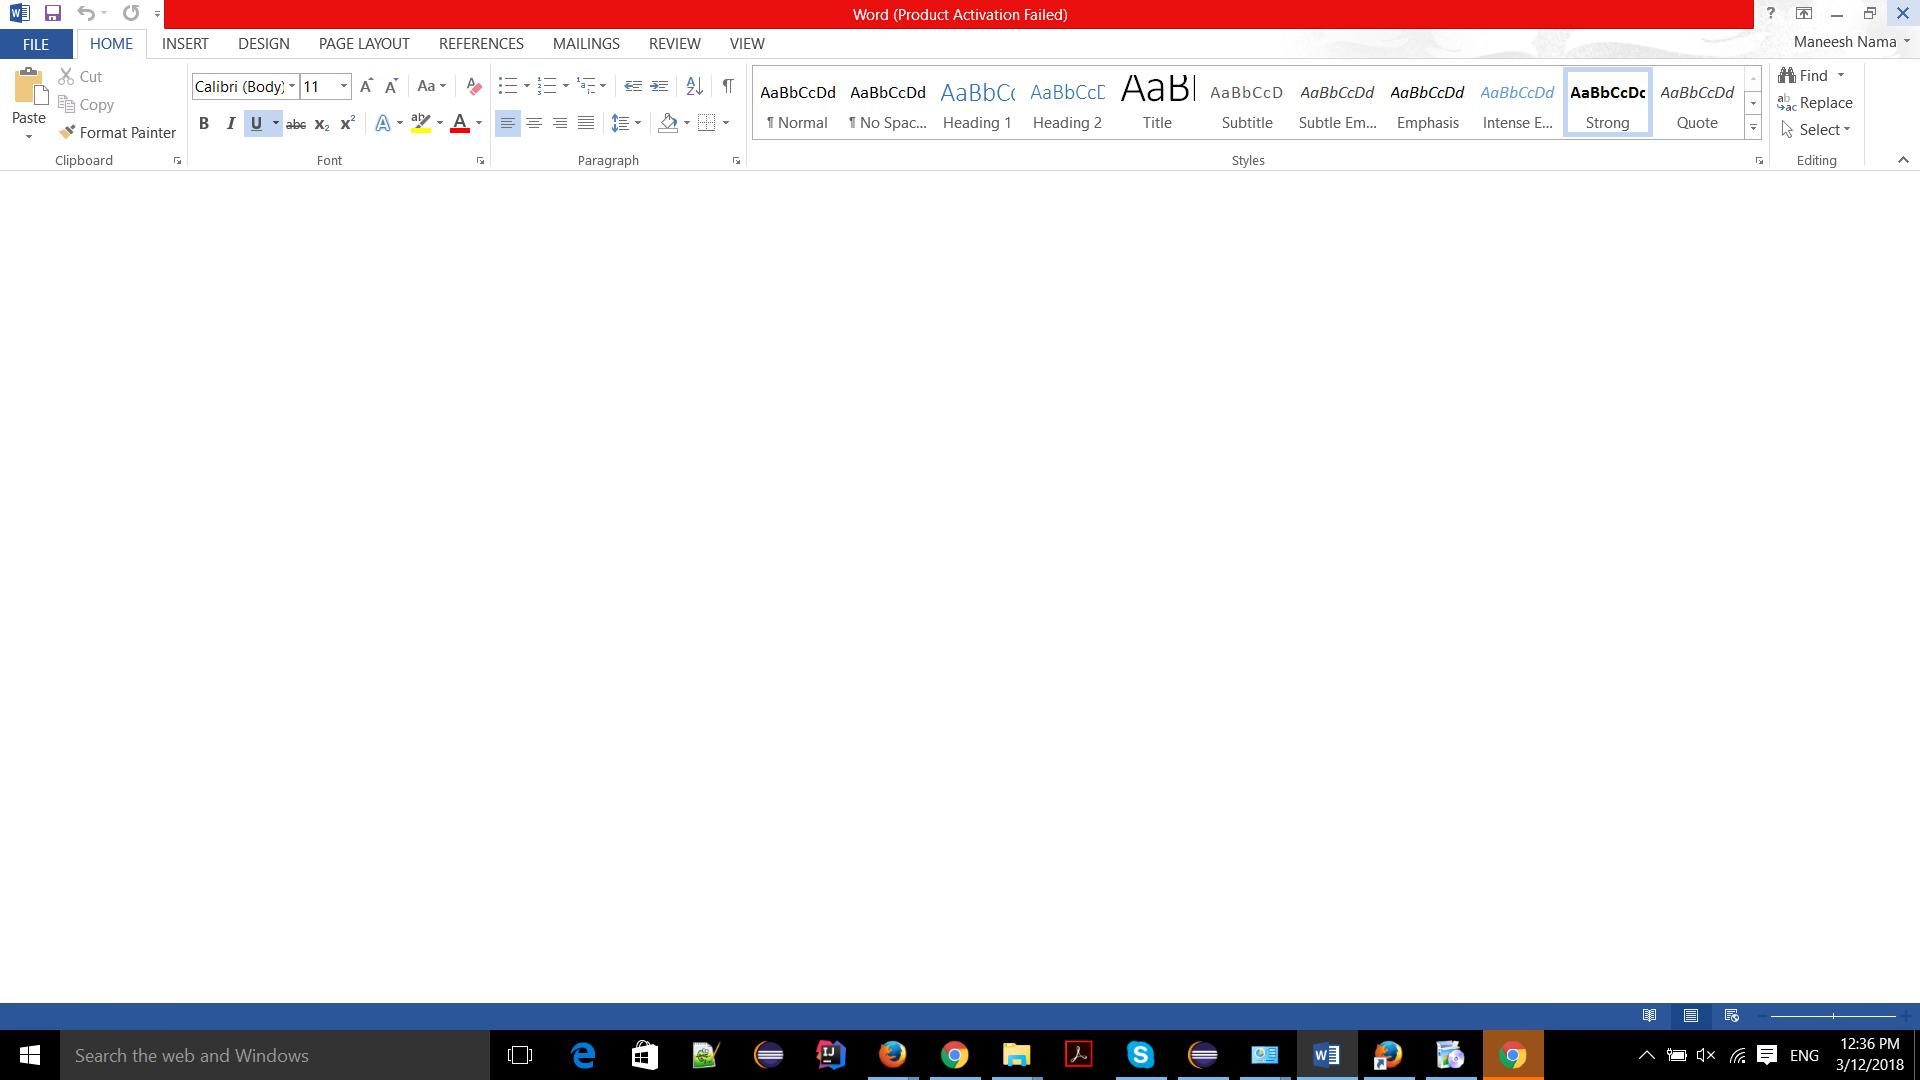 Word (Product Activation Failed)
FILE HOME INSERT DESIGN PAGE LAYOUT REFERENCES MAILINGS REVIEW VIEW Maneesh Nama
Paste
Cut
Copy
Format Painter
Clipboard
Calibri (Body) 11
Aa
B I U abc x₂ x² A ab A
Font
Paragraph
AaBbCcDd AaBbCcDd AaBbCc AaBbCcD AaBl AaBbCcD AaBbCcDd AaBbCcDd AaBbCcDd AaBbCcDc AaBbCcDd
¶ Normal ¶ No Spac... Heading 1 Heading 2 Title Subtitle Subtle Em... Emphasis Intense E... Strong Quote
Styles
Find
Replace
Select
Editing
Search the web and Windows
ENG
12:36 PM
3/12/2018